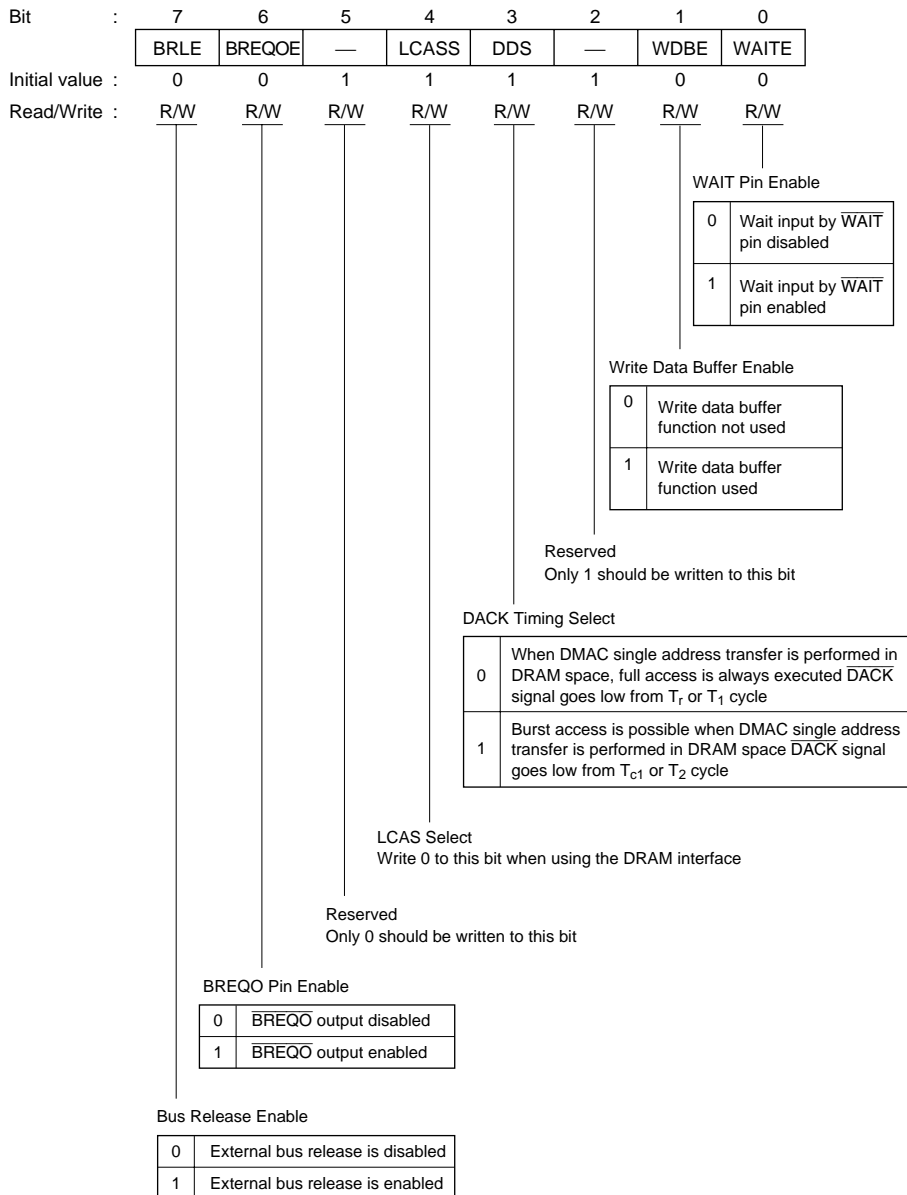 Bit : 7 6 5 4 3 2 1 0
BRLE BREQOE — LCASS DDS — WDBE WAITE
Initial value : 0 0 1 1 1 1 0 0
Read/Write : R/W R/W R/W R/W R/W R/W R/W R/W
WAIT Pin Enable
0 Wait input by WAIT
pin disabled
1 Wait input by WAIT
pin enabled
Write Data Buffer Enable
0 Write data buffer
function not used
1 Write data buffer
function used
Reserved
Only 1 should be written to this bit
DACK Timing Select
0 When DMAC single address transfer is performed in
DRAM space, full access is always executed DACK
signal goes low from Tr or T1 cycle
1 Burst access is possible when DMAC single address
transfer is performed in DRAM space DACK signal
goes low from Tc1 or T2 cycle
LCAS Select
Write 0 to this bit when using the DRAM interface
Reserved
Only 0 should be written to this bit
BREQO Pin Enable
0 BREQO output disabled
1 BREQO output enabled
Bus Release Enable
0 External bus release is disabled
1 External bus release is enabled